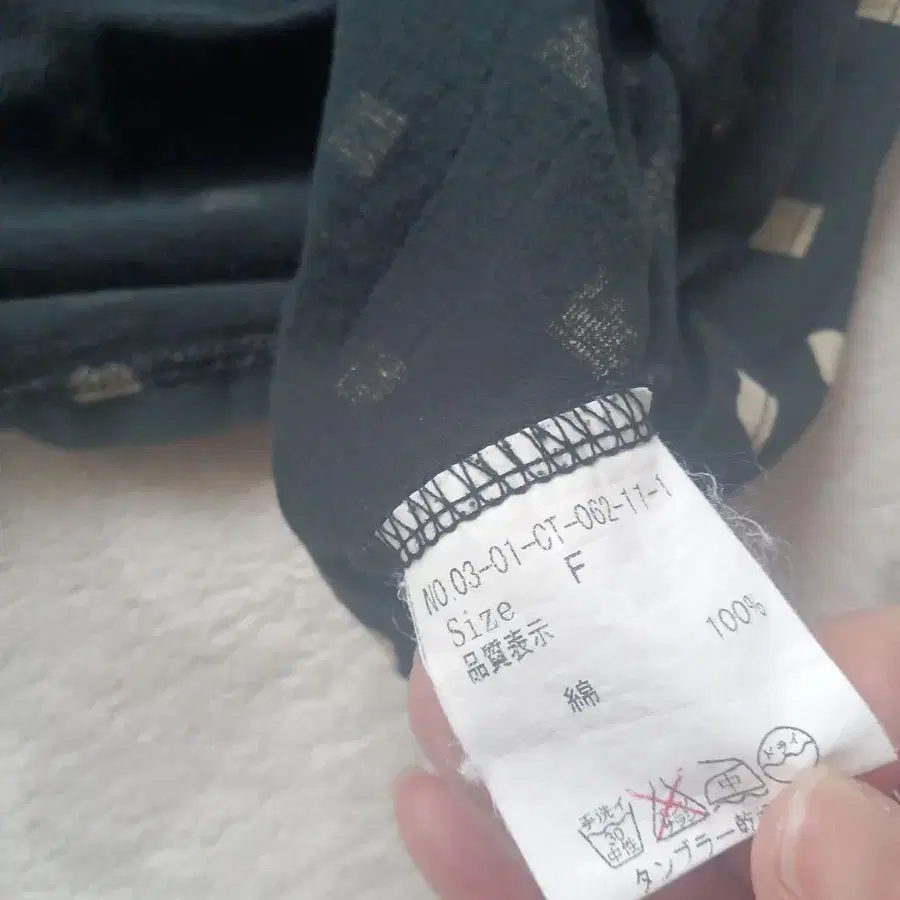 NO.03-01-CT-062-11-1
Size F
品質表示
綿 100%
手洗イ 30 中性 中 ドライ
タンブラー乾